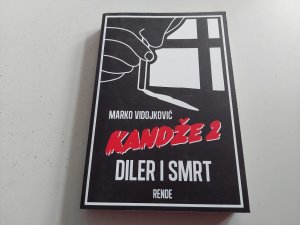 MARKO VIDOJKOVIĆ
KANDŽE 2
DILER I SMRT
RENDE